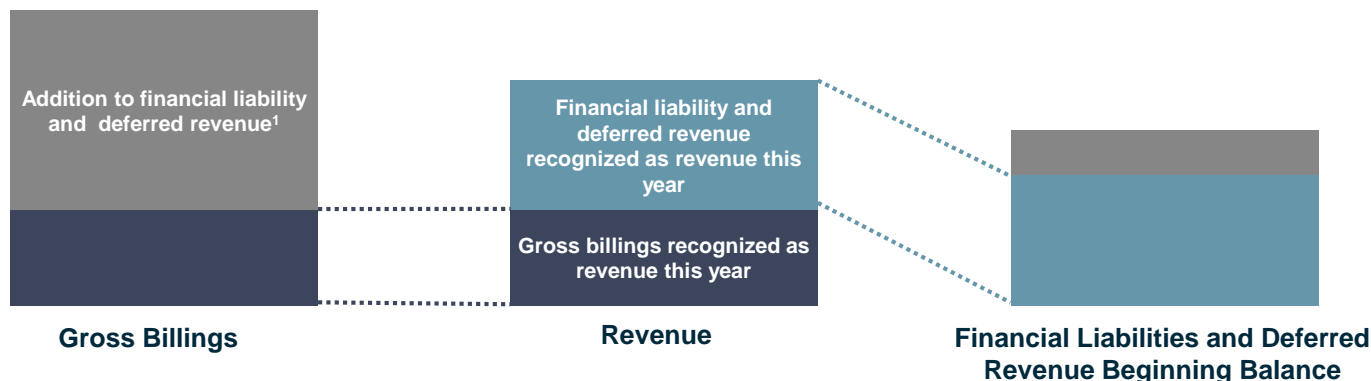 Addition to financial liability
and deferred revenue¹
Financial liability and
deferred revenue
recognized as revenue this
year
Gross billings recognized as
revenue this year
Gross Billings
Revenue
Financial Liabilities and Deferred
Revenue Beginning Balance